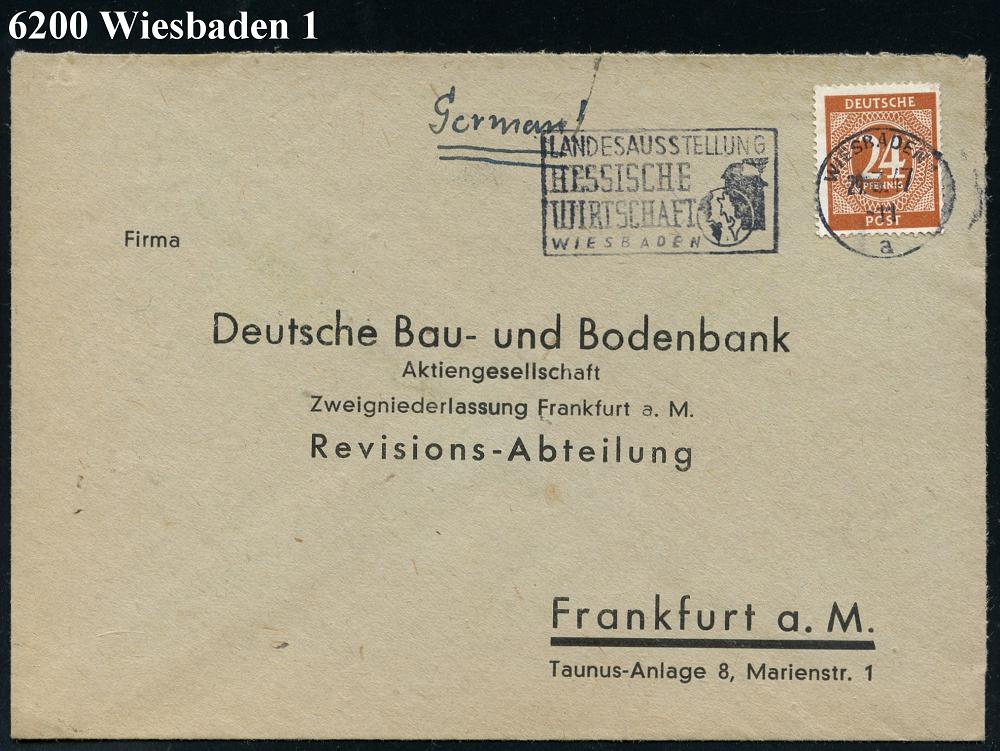 6200 Wiesbaden 1
German!
LANDESAUSSTELLUNG
HESSISCHE
WIRTSCHAFT
WIESBADEN
DEUTSCHE
24
PFENNIG
POST
WIESBADEN
a
Firma
Deutsche Bau- und Bodenbank
Aktiengesellschaft
Zweigniederlassung Frankfurt a. M.
Revisions-Abteilung
Frankfurt a. M.
Taunus-Anlage 8, Marienstr. 1